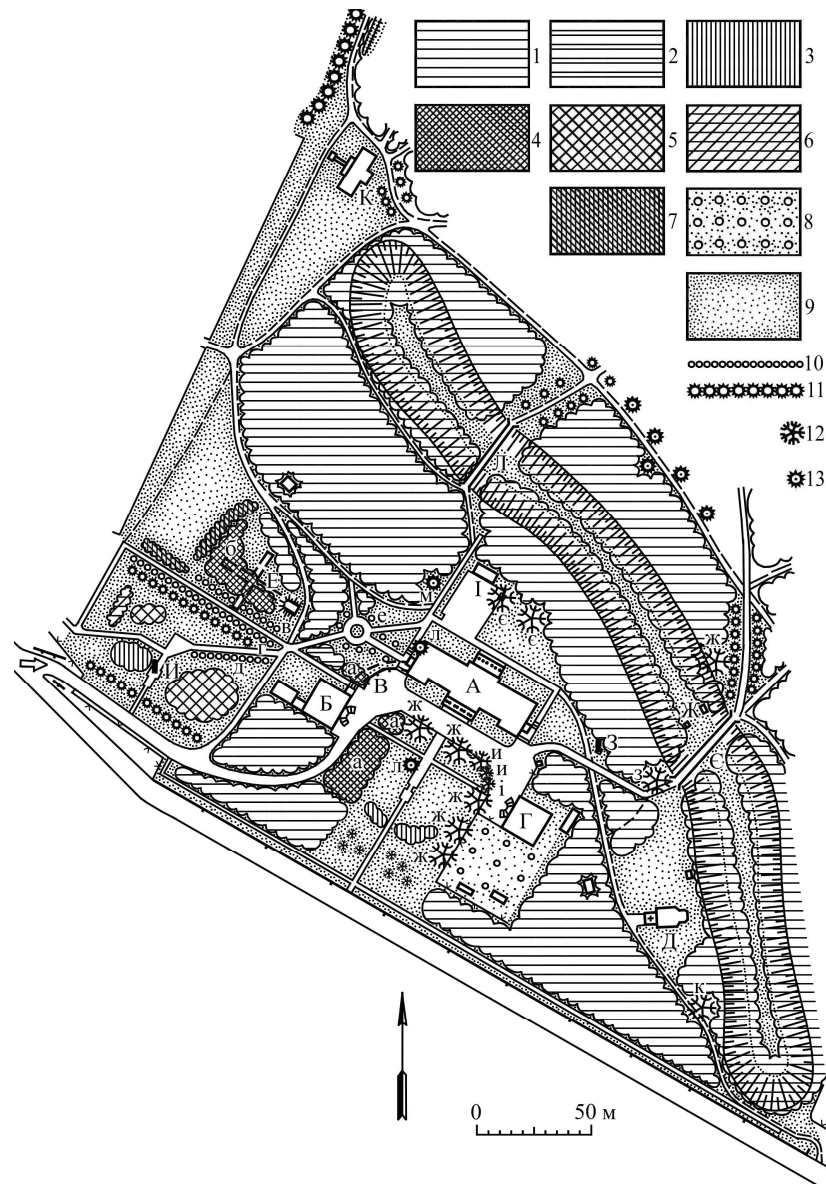 1
2
3
4
5
6
7
8
9
10
11
12
13
К
Д
б
Е
м
І
є
е
в
г
д
Й
а
В
А
л
Б
ж
а
ж
и
и
і
а
л
ж
ж
ж
Г
З
з
Ж
ж
Є
Д
к
0
50 м